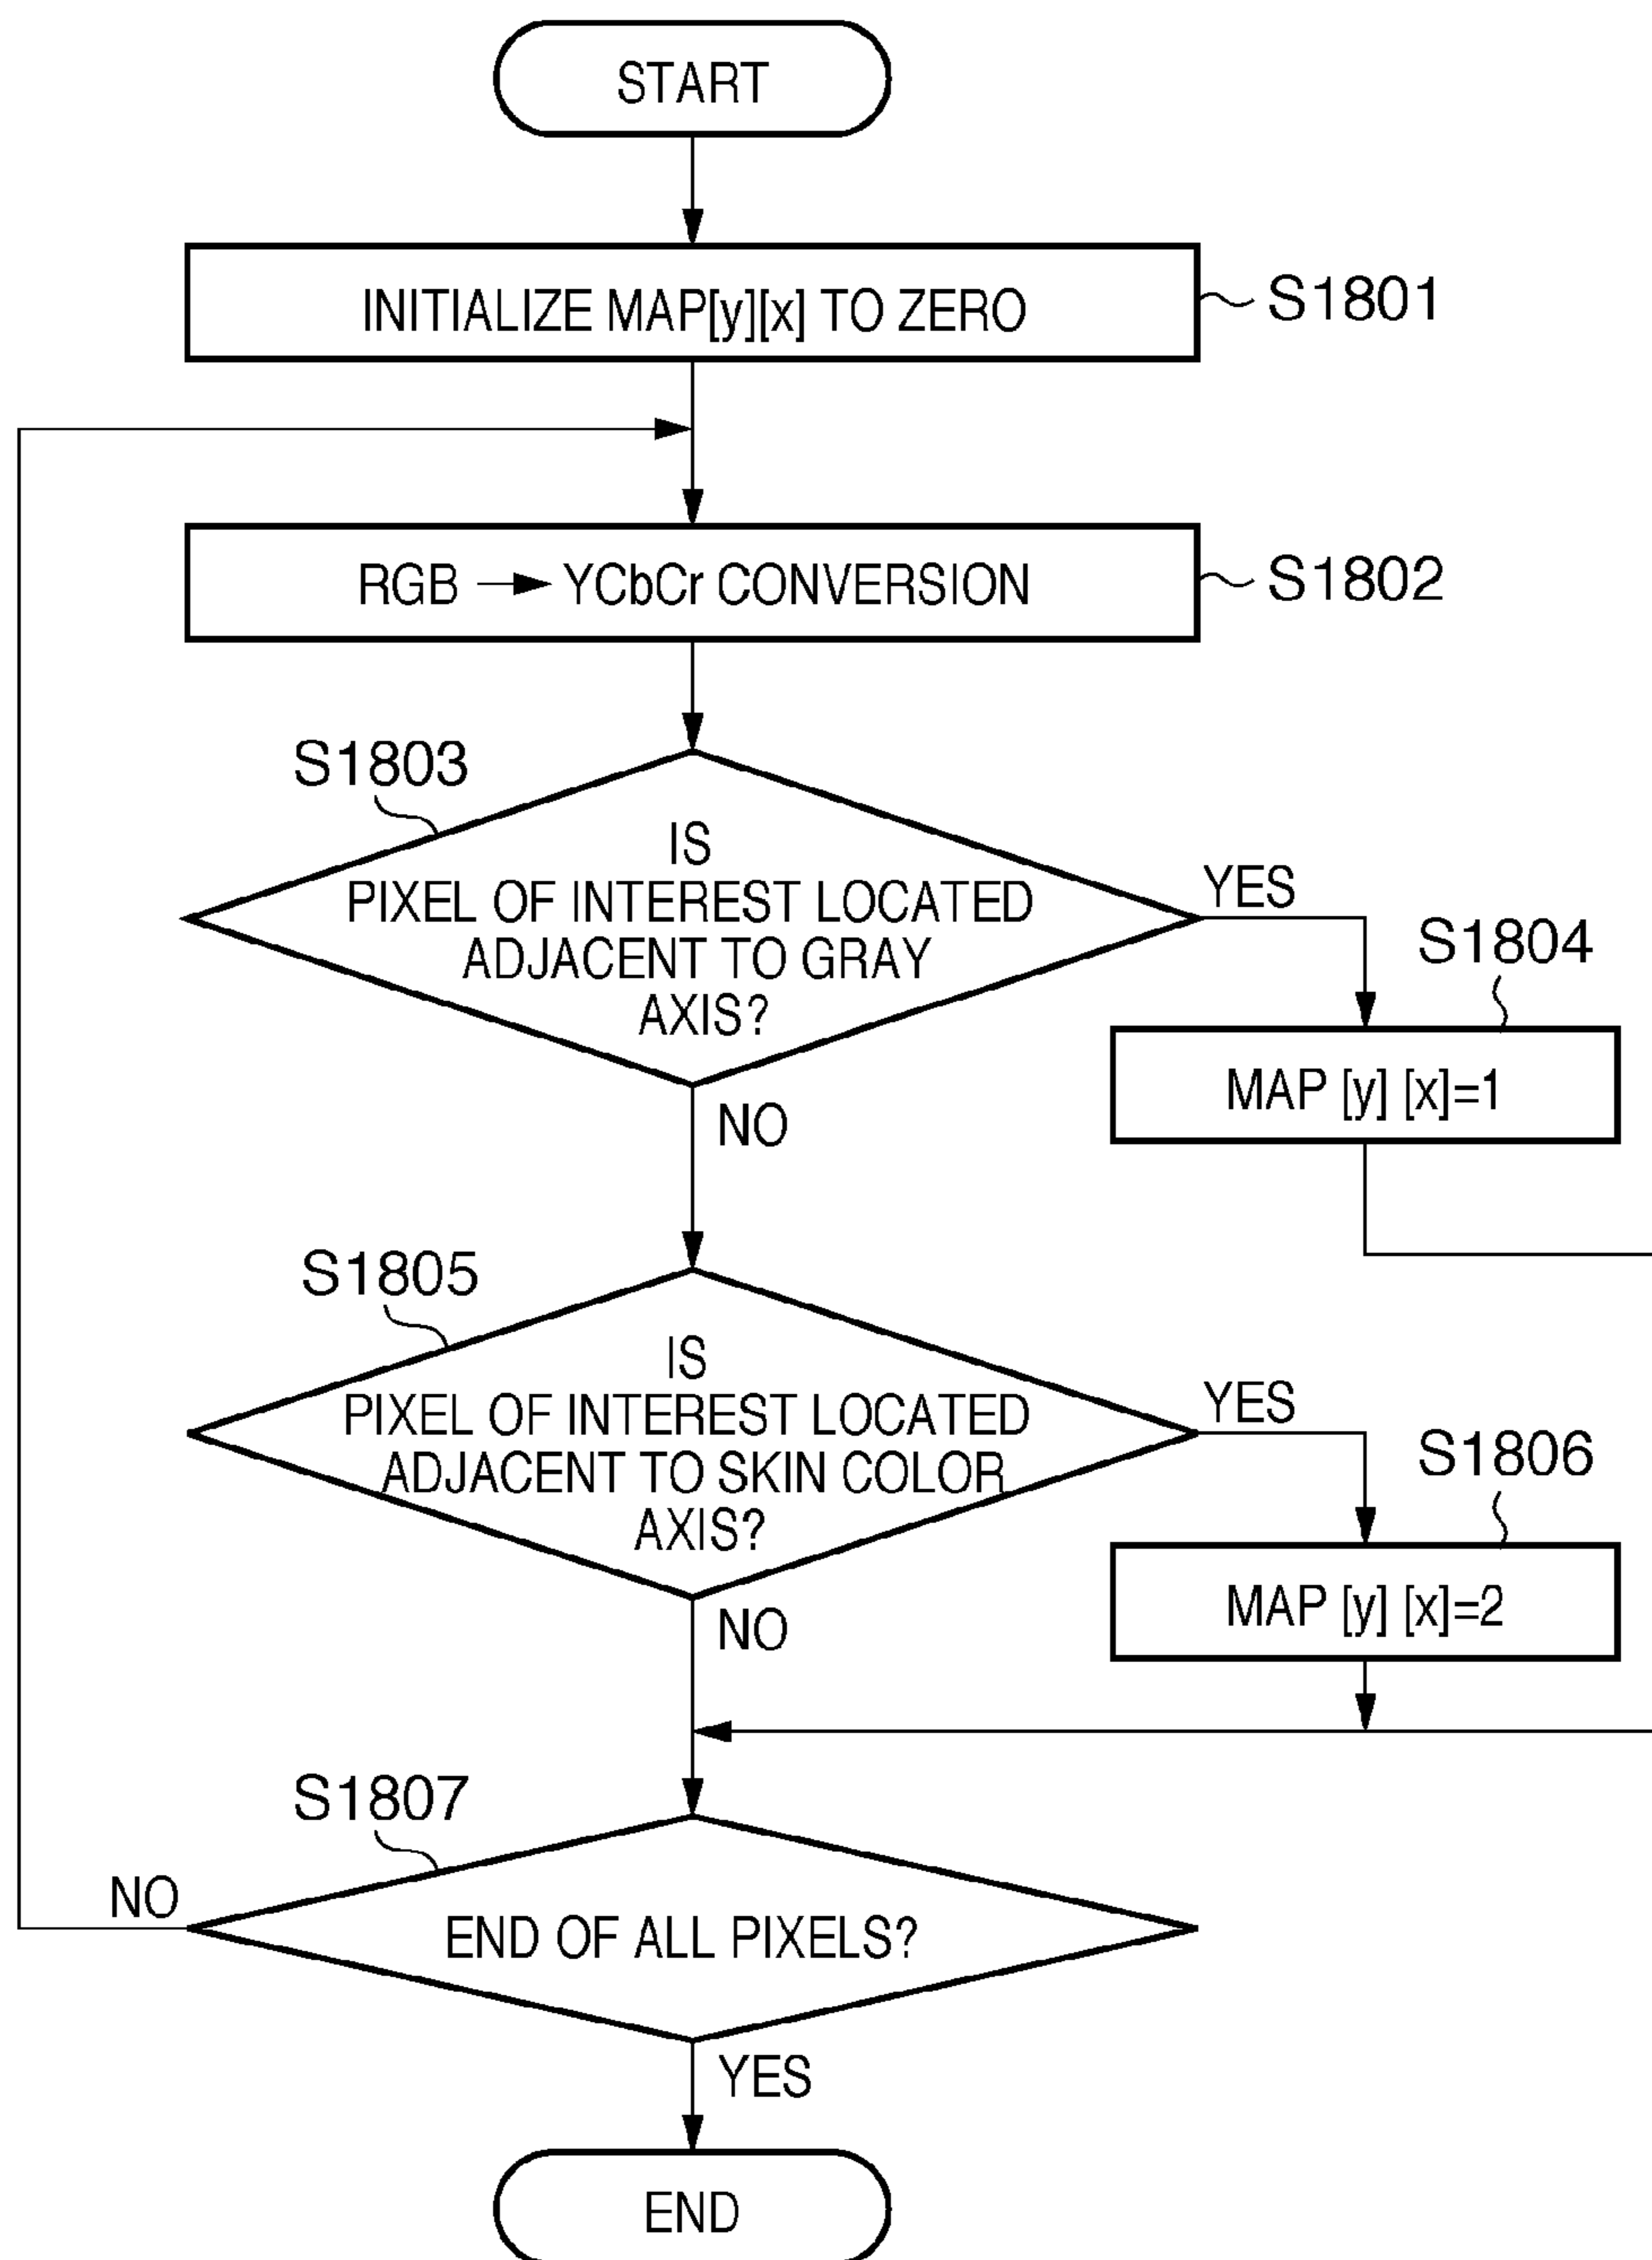 START
INITIALIZE MAP[y][x] TO ZERO
S1801
RGB → YCbCr CONVERSION
S1802
S1803
IS
PIXEL OF INTEREST LOCATED
ADJACENT TO GRAY
AXIS?
YES
S1804
MAP [y] [x]=1
NO
S1805
IS
PIXEL OF INTEREST LOCATED
ADJACENT TO SKIN COLOR
AXIS?
YES
S1806
MAP [y] [x]=2
NO
S1807
NO
END OF ALL PIXELS?
YES
END